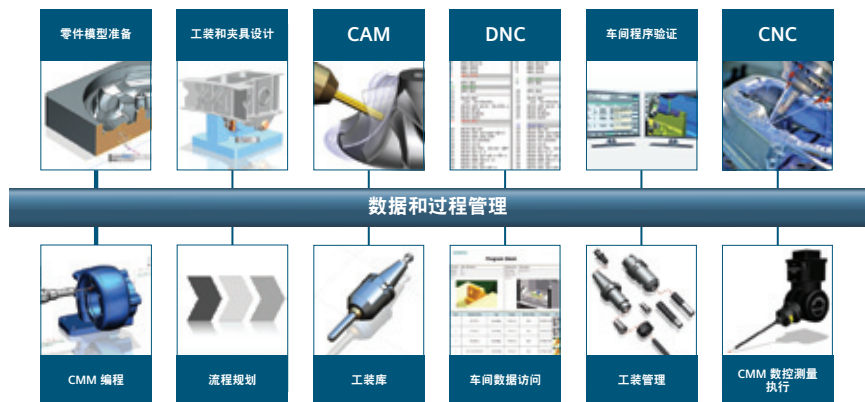 零件模型准备
工装和夹具设计
CAM
DNC
车间程序验证
CNC
数据和过程管理
CMM 编程
流程规划
工装库
车间数据访问
工装管理
CMM 数控测量
执行